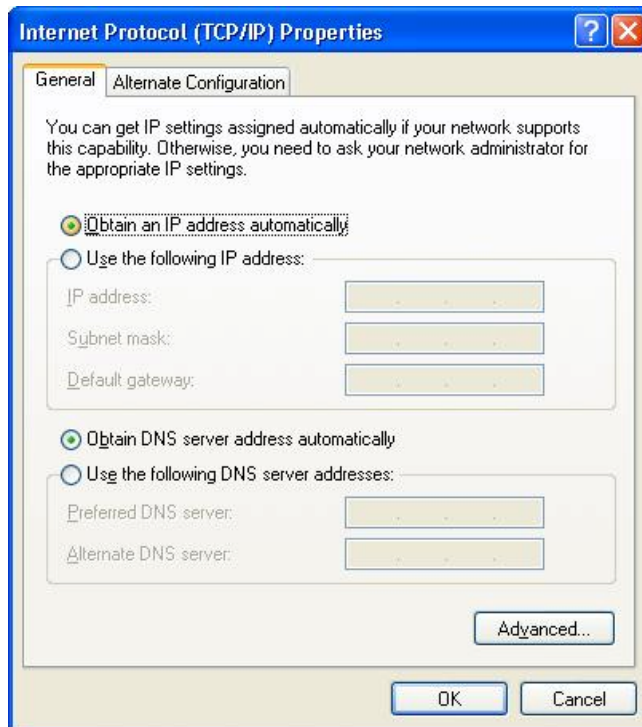 Internet Protocol (TCP/IP) Properties
General
Alternate Configuration
You can get IP settings assigned automatically if your network supports
this capability. Otherwise, you need to ask your network administrator for
the appropriate IP settings.
Obtain an IP address automatically
Use the following IP address:
IP address:
Subnet mask:
Default gateway:
Obtain DNS server address automatically
Use the following DNS server addresses:
Preferred DNS server:
Alternate DNS server:
Advanced...
OK
Cancel